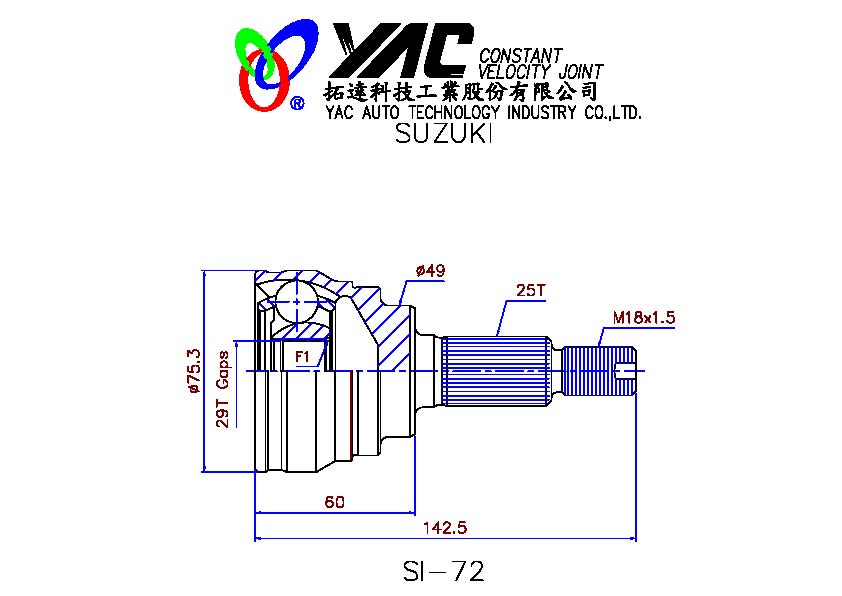 YAC CONSTANT
VELOCITY JOINT
®
拓達科技工業股份有限公司
YAC AUTO TECHNOLOGY INDUSTRY CO.,LTD.
SUZUKI
ø49
25T
M18x1.5
ø75.3
29T Gaps
F1
60
142.5
SI-72